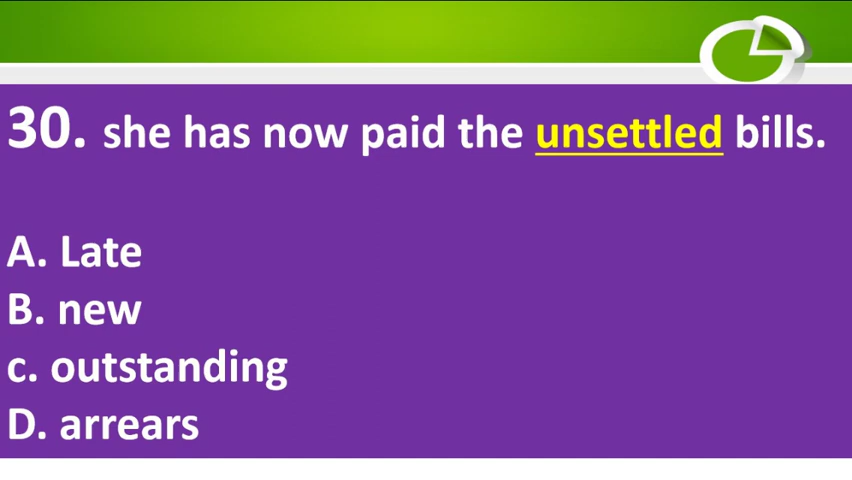 30. she has now paid the unsettled bills.
A. Late
B. new
c. outstanding
D. arrears